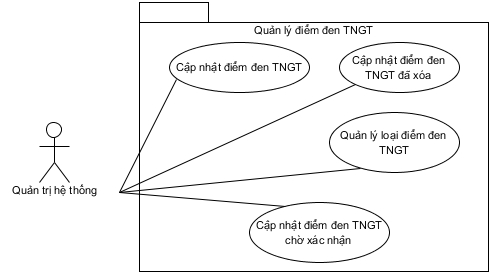 Quản lý điểm đen TNGT
Cập nhật điểm đen TNGT
Cập nhật điểm đen
TNGT đã xóa
Quản lý loại điểm đen
TNGT
Quản trị hệ thống
Cập nhật điểm đen TNGT
chờ xác nhận